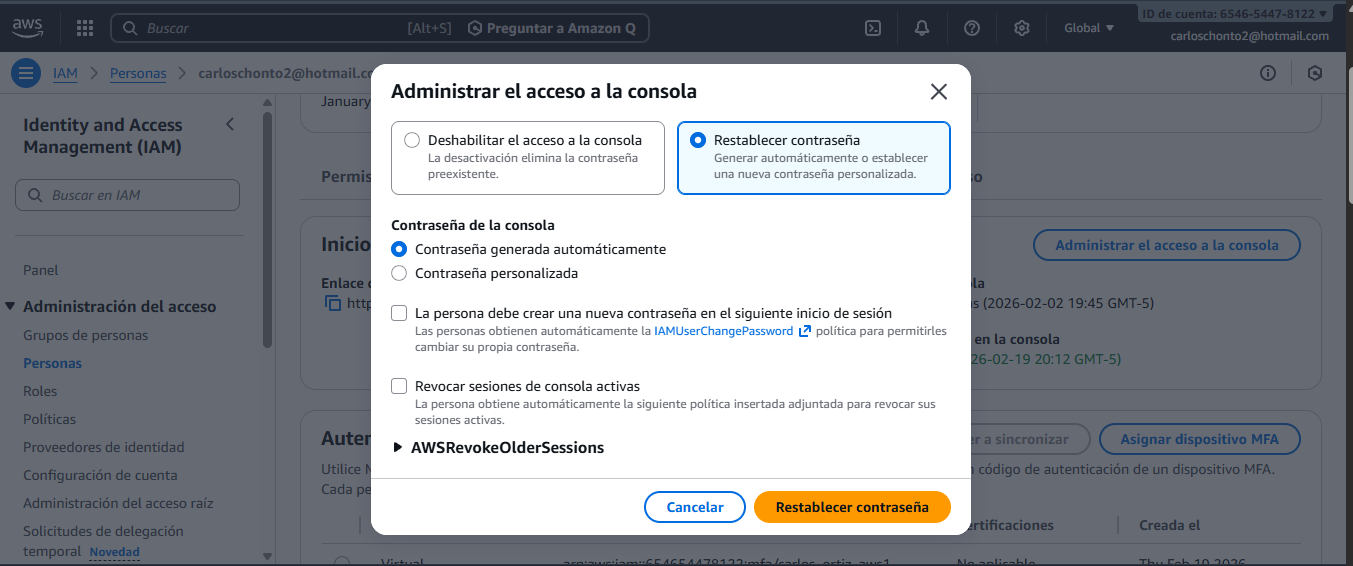 aws
Buscar
[Alt+S]
Preguntar a Amazon Q
Global
ID de cuenta: 6546-5447-8122
carloschonto2@hotmail.com
IAM
Personas
carloschonto2@hotmail.c
Identity and Access
Management (IAM)
Buscar en IAM
Panel
Administración del acceso
Grupos de personas
Personas
Roles
Políticas
Proveedores de identidad
Configuración de cuenta
Administración del acceso raíz
Solicitudes de delegación
temporal Novedad
January
Permis
so
Inicio
Administrar el acceso a la consola
Enlace
htt
ola
s (2026-02-02 19:45 GMT-5)
en la consola
26-02-19 20:12 GMT-5)
Auten
er a sincronizar
Asignar dispositivo MFA
Utilice M
n código de autenticación de un dispositivo MFA.
Cada pe
ertificaciones
Creada el
Virtual
arn:aws:iam::654654478122:mfa/carlos_ortiz_aws1
No aplicable
Thu Feb 19 2026
Administrar el acceso a la consola
Deshabilitar el acceso a la consola
La desactivación elimina la contraseña
preexistente.
Restablecer contraseña
Generar automáticamente o establecer
una nueva contraseña personalizada.
Contraseña de la consola
Contraseña generada automáticamente
Contraseña personalizada
La persona debe crear una nueva contraseña en el siguiente inicio de sesión
Las personas obtienen automáticamente la IAMUserChangePassword política para permitirles
cambiar su propia contraseña.
Revocar sesiones de consola activas
La persona obtiene automáticamente la siguiente política insertada adjuntada para revocar sus
sesiones activas.
AWSRevokeOlderSessions
Cancelar
Restablecer contraseña